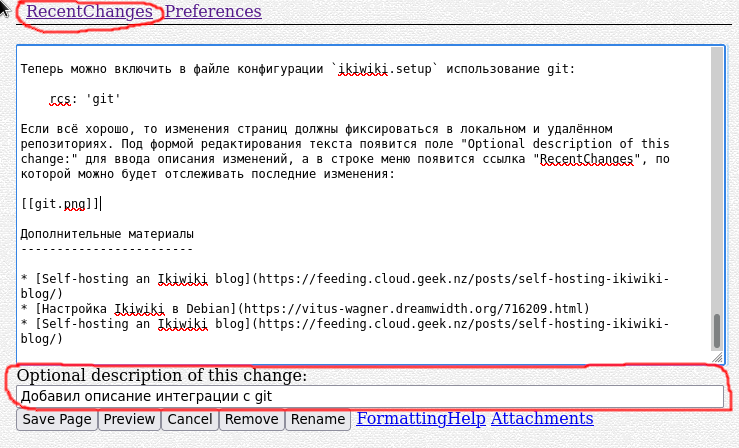 RecentChanges Preferences
Теперь можно включить в файле конфигурации `ikiwiki.setup` использование git:
rcs: 'git'
Если всё хорошо, то изменения страниц должны фиксироваться в локальном и удалённом
репозиториях. Под формой редактирования текста появится поле "Optional description of this
change:" для ввода описания изменений, а в строке меню появится ссылка "RecentChanges", по
которой можно будет отслеживать последние изменения:
[[git.png]]
Дополнительные материалы
------------------------
* [Self-hosting an Ikiwiki blog](https://feeding.cloud.geek.nz/posts/self-hosting-ikiwiki-
blog/)
* [Настройка Ikiwiki в Debian](https://vitus-wagner.dreamwidth.org/716209.html)
* [Self-hosting an Ikiwiki blog](https://feeding.cloud.geek.nz/posts/self-hosting-ikiwiki-
blog/)
Optional description of this change:
Добавил описание интеграции с git
Save Page Preview Cancel Remove Rename FormattingHelp Attachments